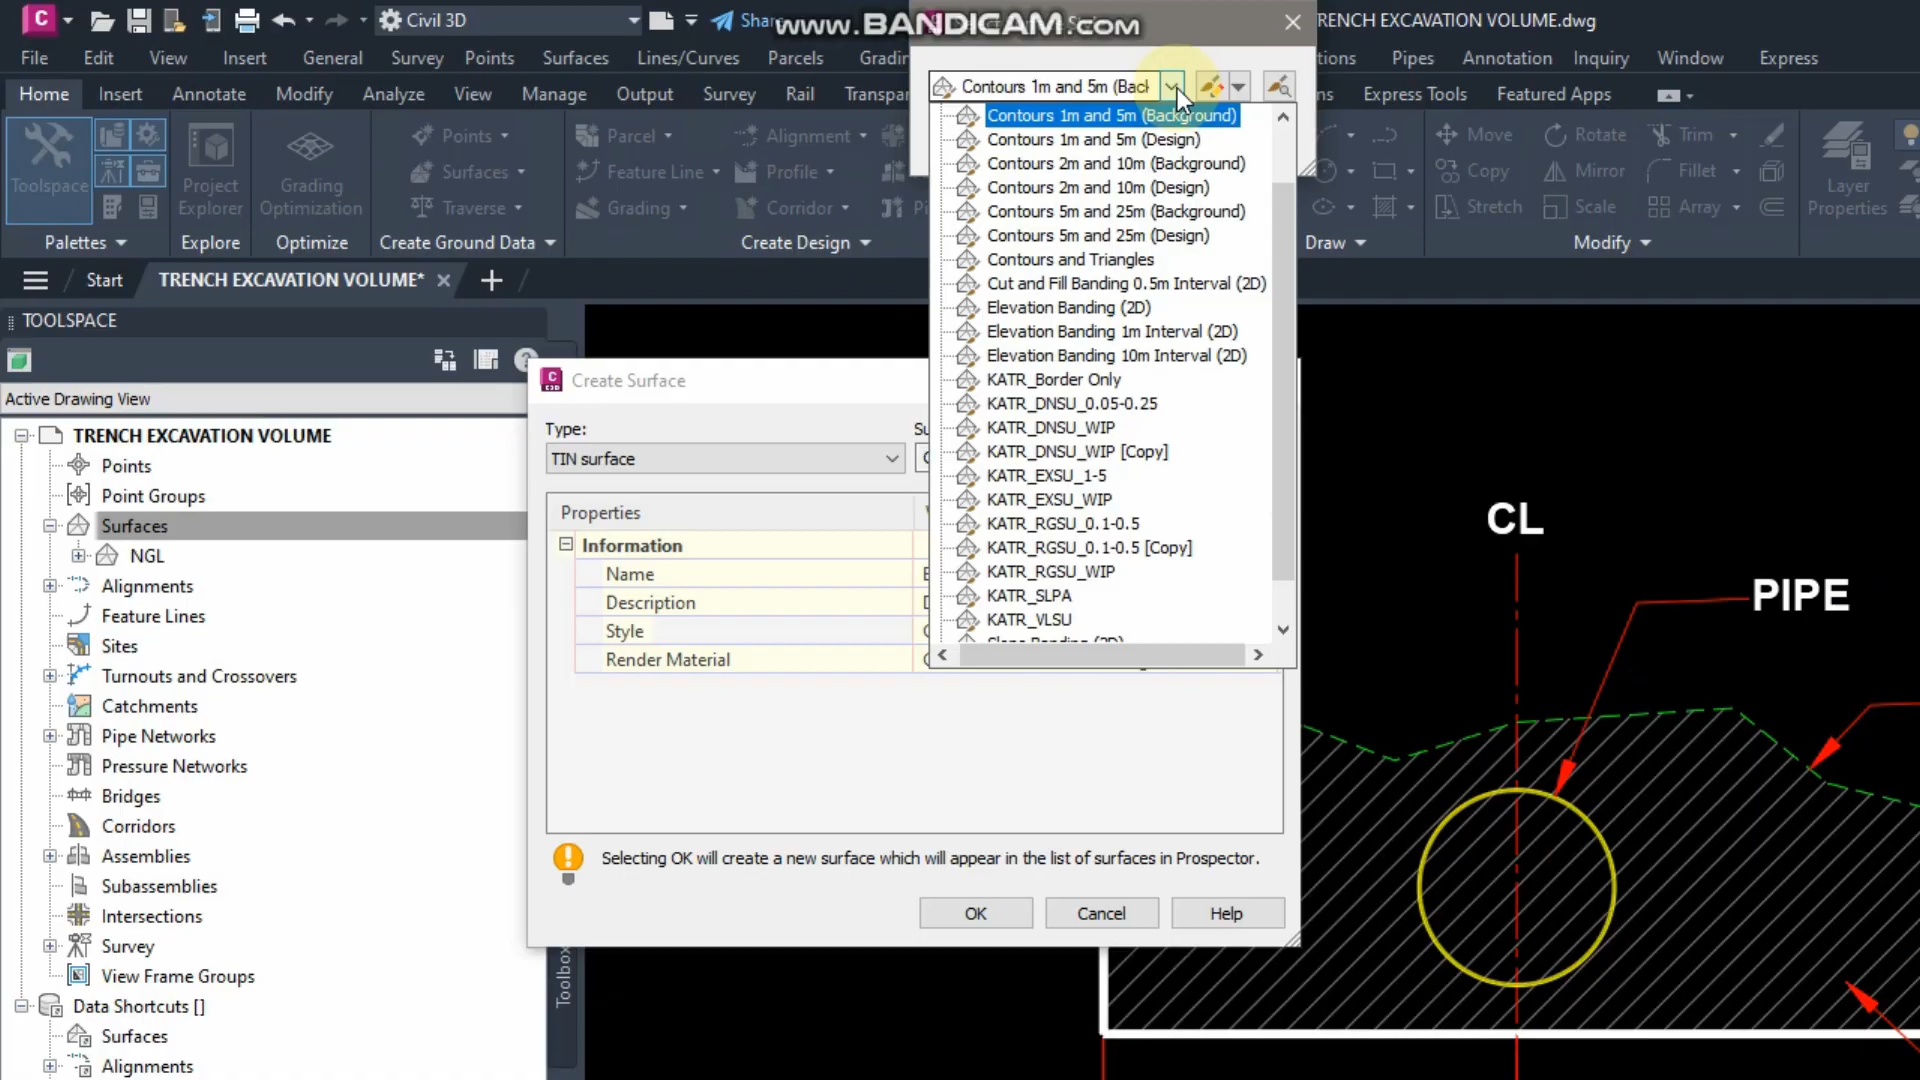 C Civil 3D Share TRENCH EXCAVATION VOLUME.dwg
www.BANDICAM.com
File Edit View Insert General Survey Points Surfaces Lines/Curves Parcels Pipes Annotation Inquiry Window Express
Home Insert Annotate Modify Analyze View Manage Output Survey Rail Express Tools Featured Apps
Toolspace
Project Explorer
Grading Optimization
Points
Surfaces
Traverse
Parcel
Feature Line
Grading
Alignment
Profile
Corridor
Move Rotate Trim
Copy Mirror Fillet
Stretch Scale Array
Layer Properties
Palettes Explore Optimize Create Ground Data Create Design Draw Modify
Start TRENCH EXCAVATION VOLUME*
TOOLSPACE
Active Drawing View
TRENCH EXCAVATION VOLUME
Points
Point Groups
Surfaces
NGL
Alignments
Feature Lines
Sites
Turnouts and Crossovers
Catchments
Pipe Networks
Pressure Networks
Bridges
Corridors
Assemblies
Subassemblies
Intersections
Survey
View Frame Groups
Data Shortcuts []
Surfaces
Alignments
Toolbox
Create Surface
Type:
TIN surface
Properties
Information
Name
Description
Style
Render Material
Selecting OK will create a new surface which will appear in the list of surfaces in Prospector.
OK Cancel Help
Contours 1m and 5m (Back
Contours 1m and 5m (Background)
Contours 1m and 5m (Design)
Contours 2m and 10m (Background)
Contours 2m and 10m (Design)
Contours 5m and 25m (Background)
Contours 5m and 25m (Design)
Contours and Triangles
Cut and Fill Banding 0.5m Interval (2D)
Elevation Banding (2D)
Elevation Banding 1m Interval (2D)
Elevation Banding 10m Interval (2D)
KATR_Border Only
KATR_DNSU_0.05-0.25
KATR_DNSU_WIP
KATR_DNSU_WIP [Copy]
KATR_EXSU_1-5
KATR_EXSU_WIP
KATR_RGSU_0.1-0.5
KATR_RGSU_0.1-0.5 [Copy]
KATR_RGSU_WIP
KATR_SLPA
KATR_VLSU
CL
PIPE